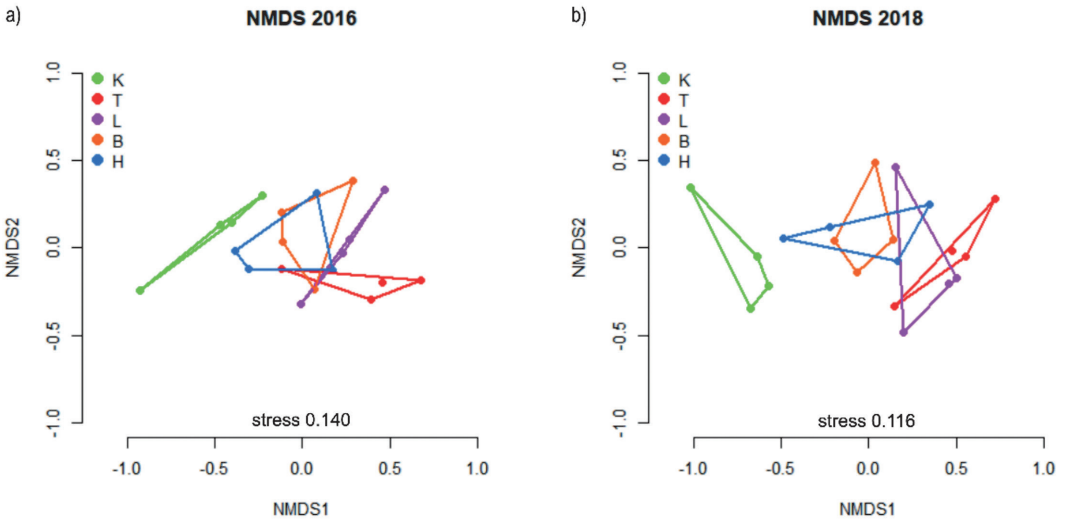 a)
NMDS 2016
NMDS2
1.0
0.5
0.0
-0.5
-1.0
K
T
L
B
H
stress 0.140
-1.0 -0.5 0.0 0.5 1.0
NMDS1
b)
NMDS 2018
NMDS2
1.0
0.5
0.0
-0.5
-1.0
K
T
L
B
H
stress 0.116
-1.0 -0.5 0.0 0.5 1.0
NMDS1